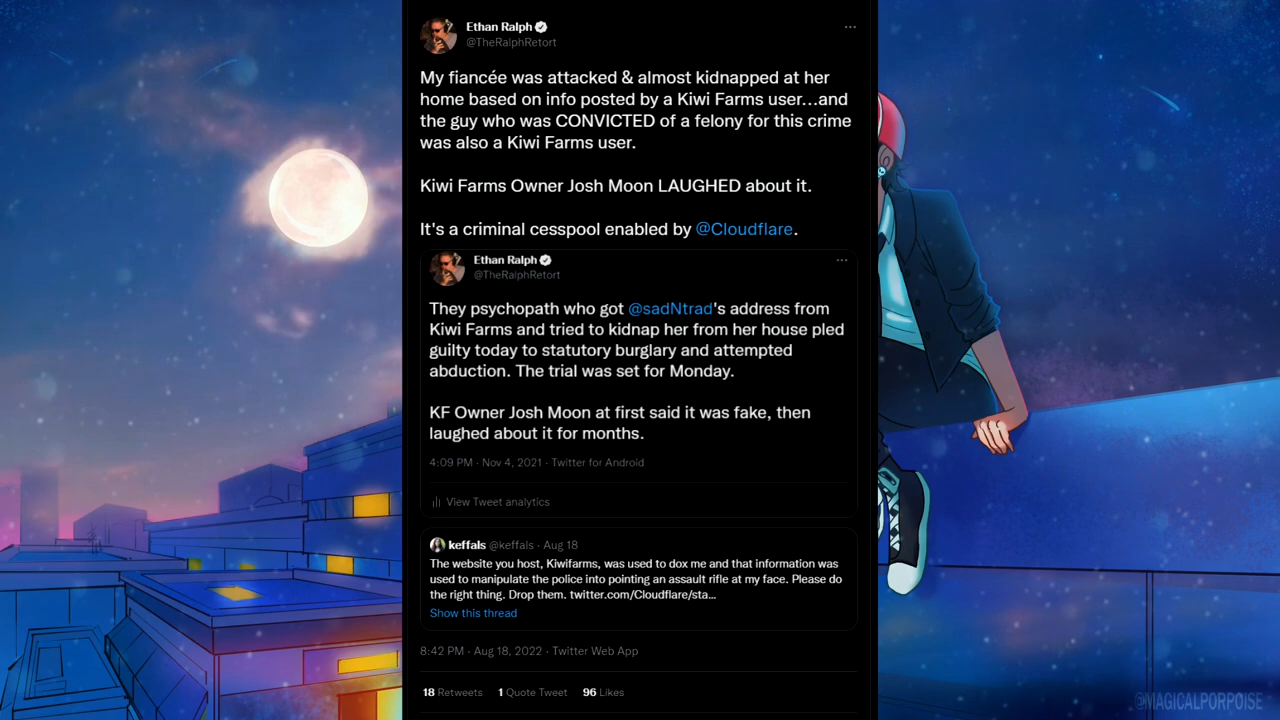 Ethan Ralph
@TheRalphRetort
My fiancée was attacked & almost kidnapped at her
home based on info posted by a Kiwi Farms user...and
the guy who was CONVICTED of a felony for this crime
was also a Kiwi Farms user.
Kiwi Farms Owner Josh Moon LAUGHED about it.
It's a criminal cesspool enabled by @Cloudflare.
Ethan Ralph
@TheRalphRetort
They psychopath who got @sadNtrad's address from
Kiwi Farms and tried to kidnap her from her house pled
guilty today to statutory burglary and attempted
abduction. The trial was set for Monday.
KF Owner Josh Moon at first said it was fake, then
laughed about it for months.
4:09 PM · Nov 4, 2021 · Twitter for Android
View Tweet analytics
keffals @keffals · Aug 18
The website you host, Kiwifarms, was used to dox me and that information was
used to manipulate the police into pointing an assault rifle at my face. Please do
the right thing. Drop them. twitter.com/Cloudflare/sta...
Show this thread
8:42 PM · Aug 18, 2022 · Twitter Web App
18 Retweets 1 Quote Tweet 96 Likes
@MAGICALPORPOISE